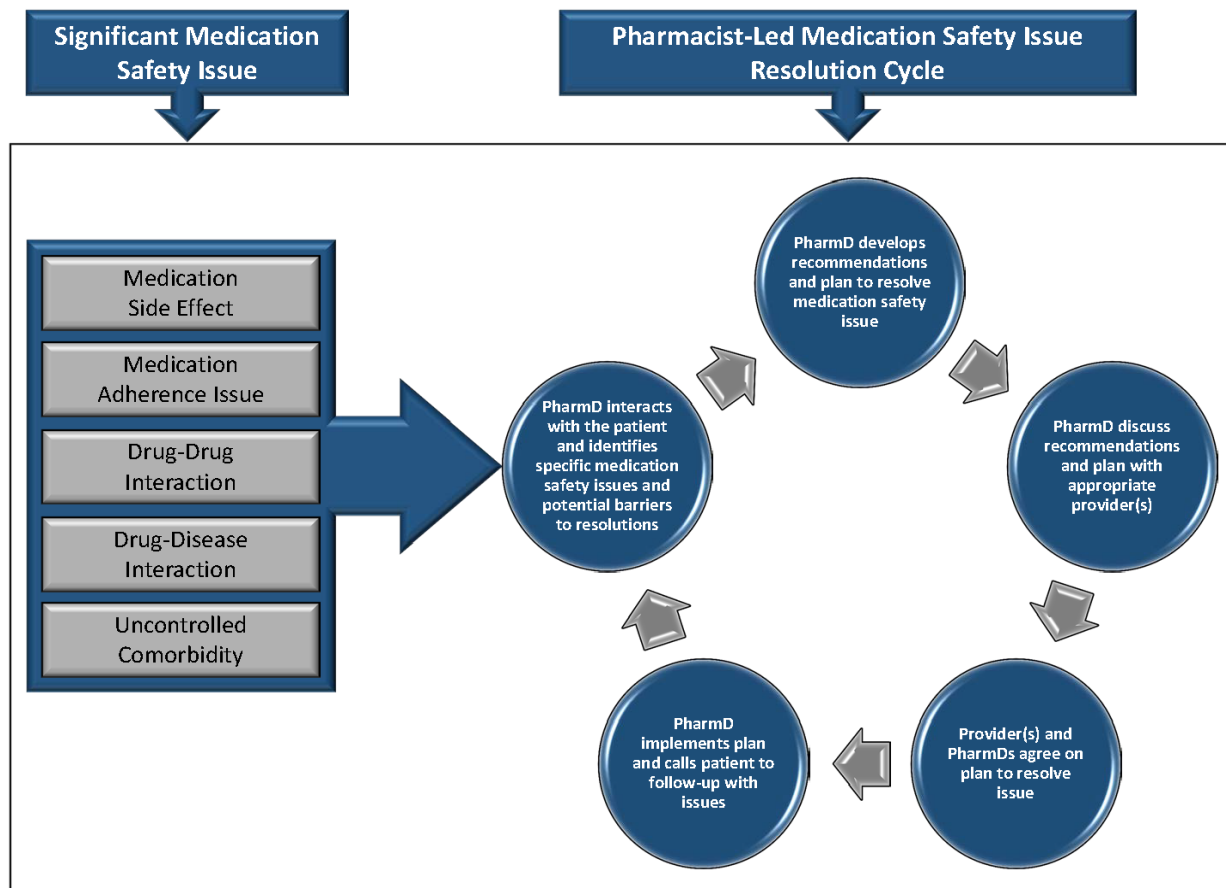 Significant Medication
Safety Issue
Pharmacist-Led Medication Safety Issue
Resolution Cycle
Medication
Side Effect
Medication
Adherence Issue
Drug-Drug
Interaction
Drug-Disease
Interaction
Uncontrolled
Comorbidity
PharmD interacts
with the patient
and identifies
specific medication
safety issues and
potential barriers
to resolutions
PharmD develops
recommendations
and plan to resolve
medication safety
issue
PharmD discuss
recommendations
and plan with
appropriate
provider(s)
Provider(s) and
PharmDs agree on
plan to resolve
issue
PharmD
implements plan
and calls patient to
follow-up with
issues